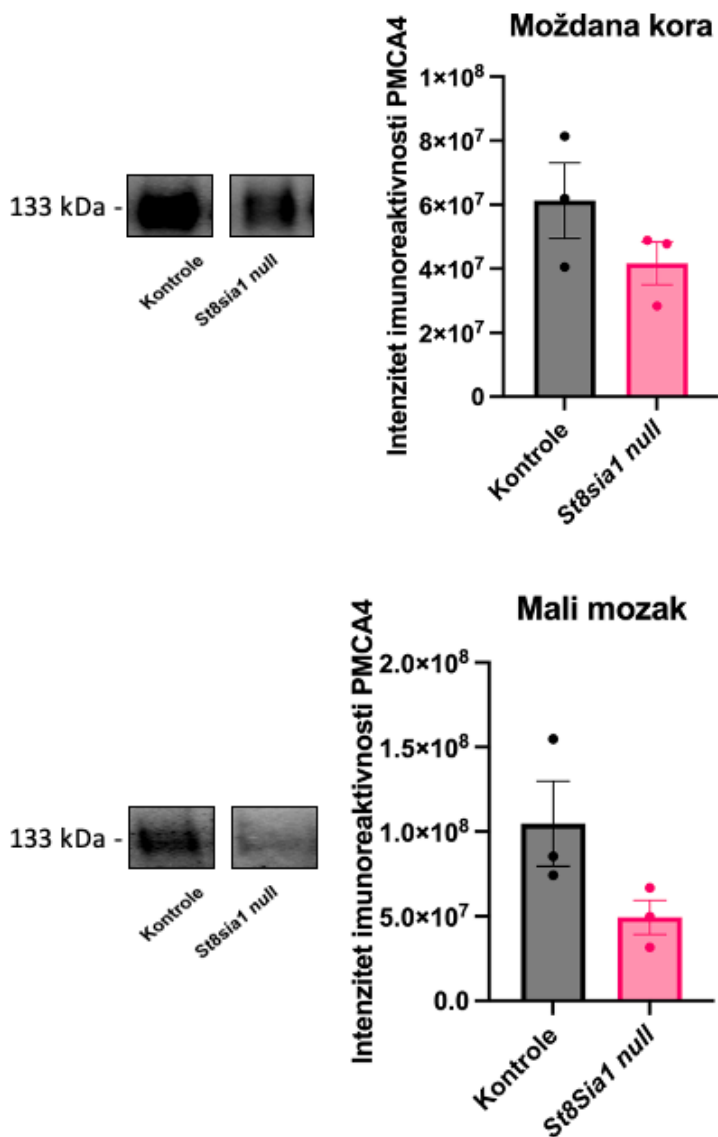 Moždana kora
Intenzitet imunoreaktivnosti PMCA4
1×10⁸
8×10⁷
6×10⁷
4×10⁷
2×10⁷
0
133 kDa -
Kontrole
St8sia1 null
Kontrole
St8sia1 null
Mali mozak
Intenzitet imunoreaktivnosti PMCA4
2.0×10⁸
1.5×10⁸
1.0×10⁸
5.0×10⁷
0.0
133 kDa -
Kontrole
St8sia1 null
Kontrole
St8Sia1 null